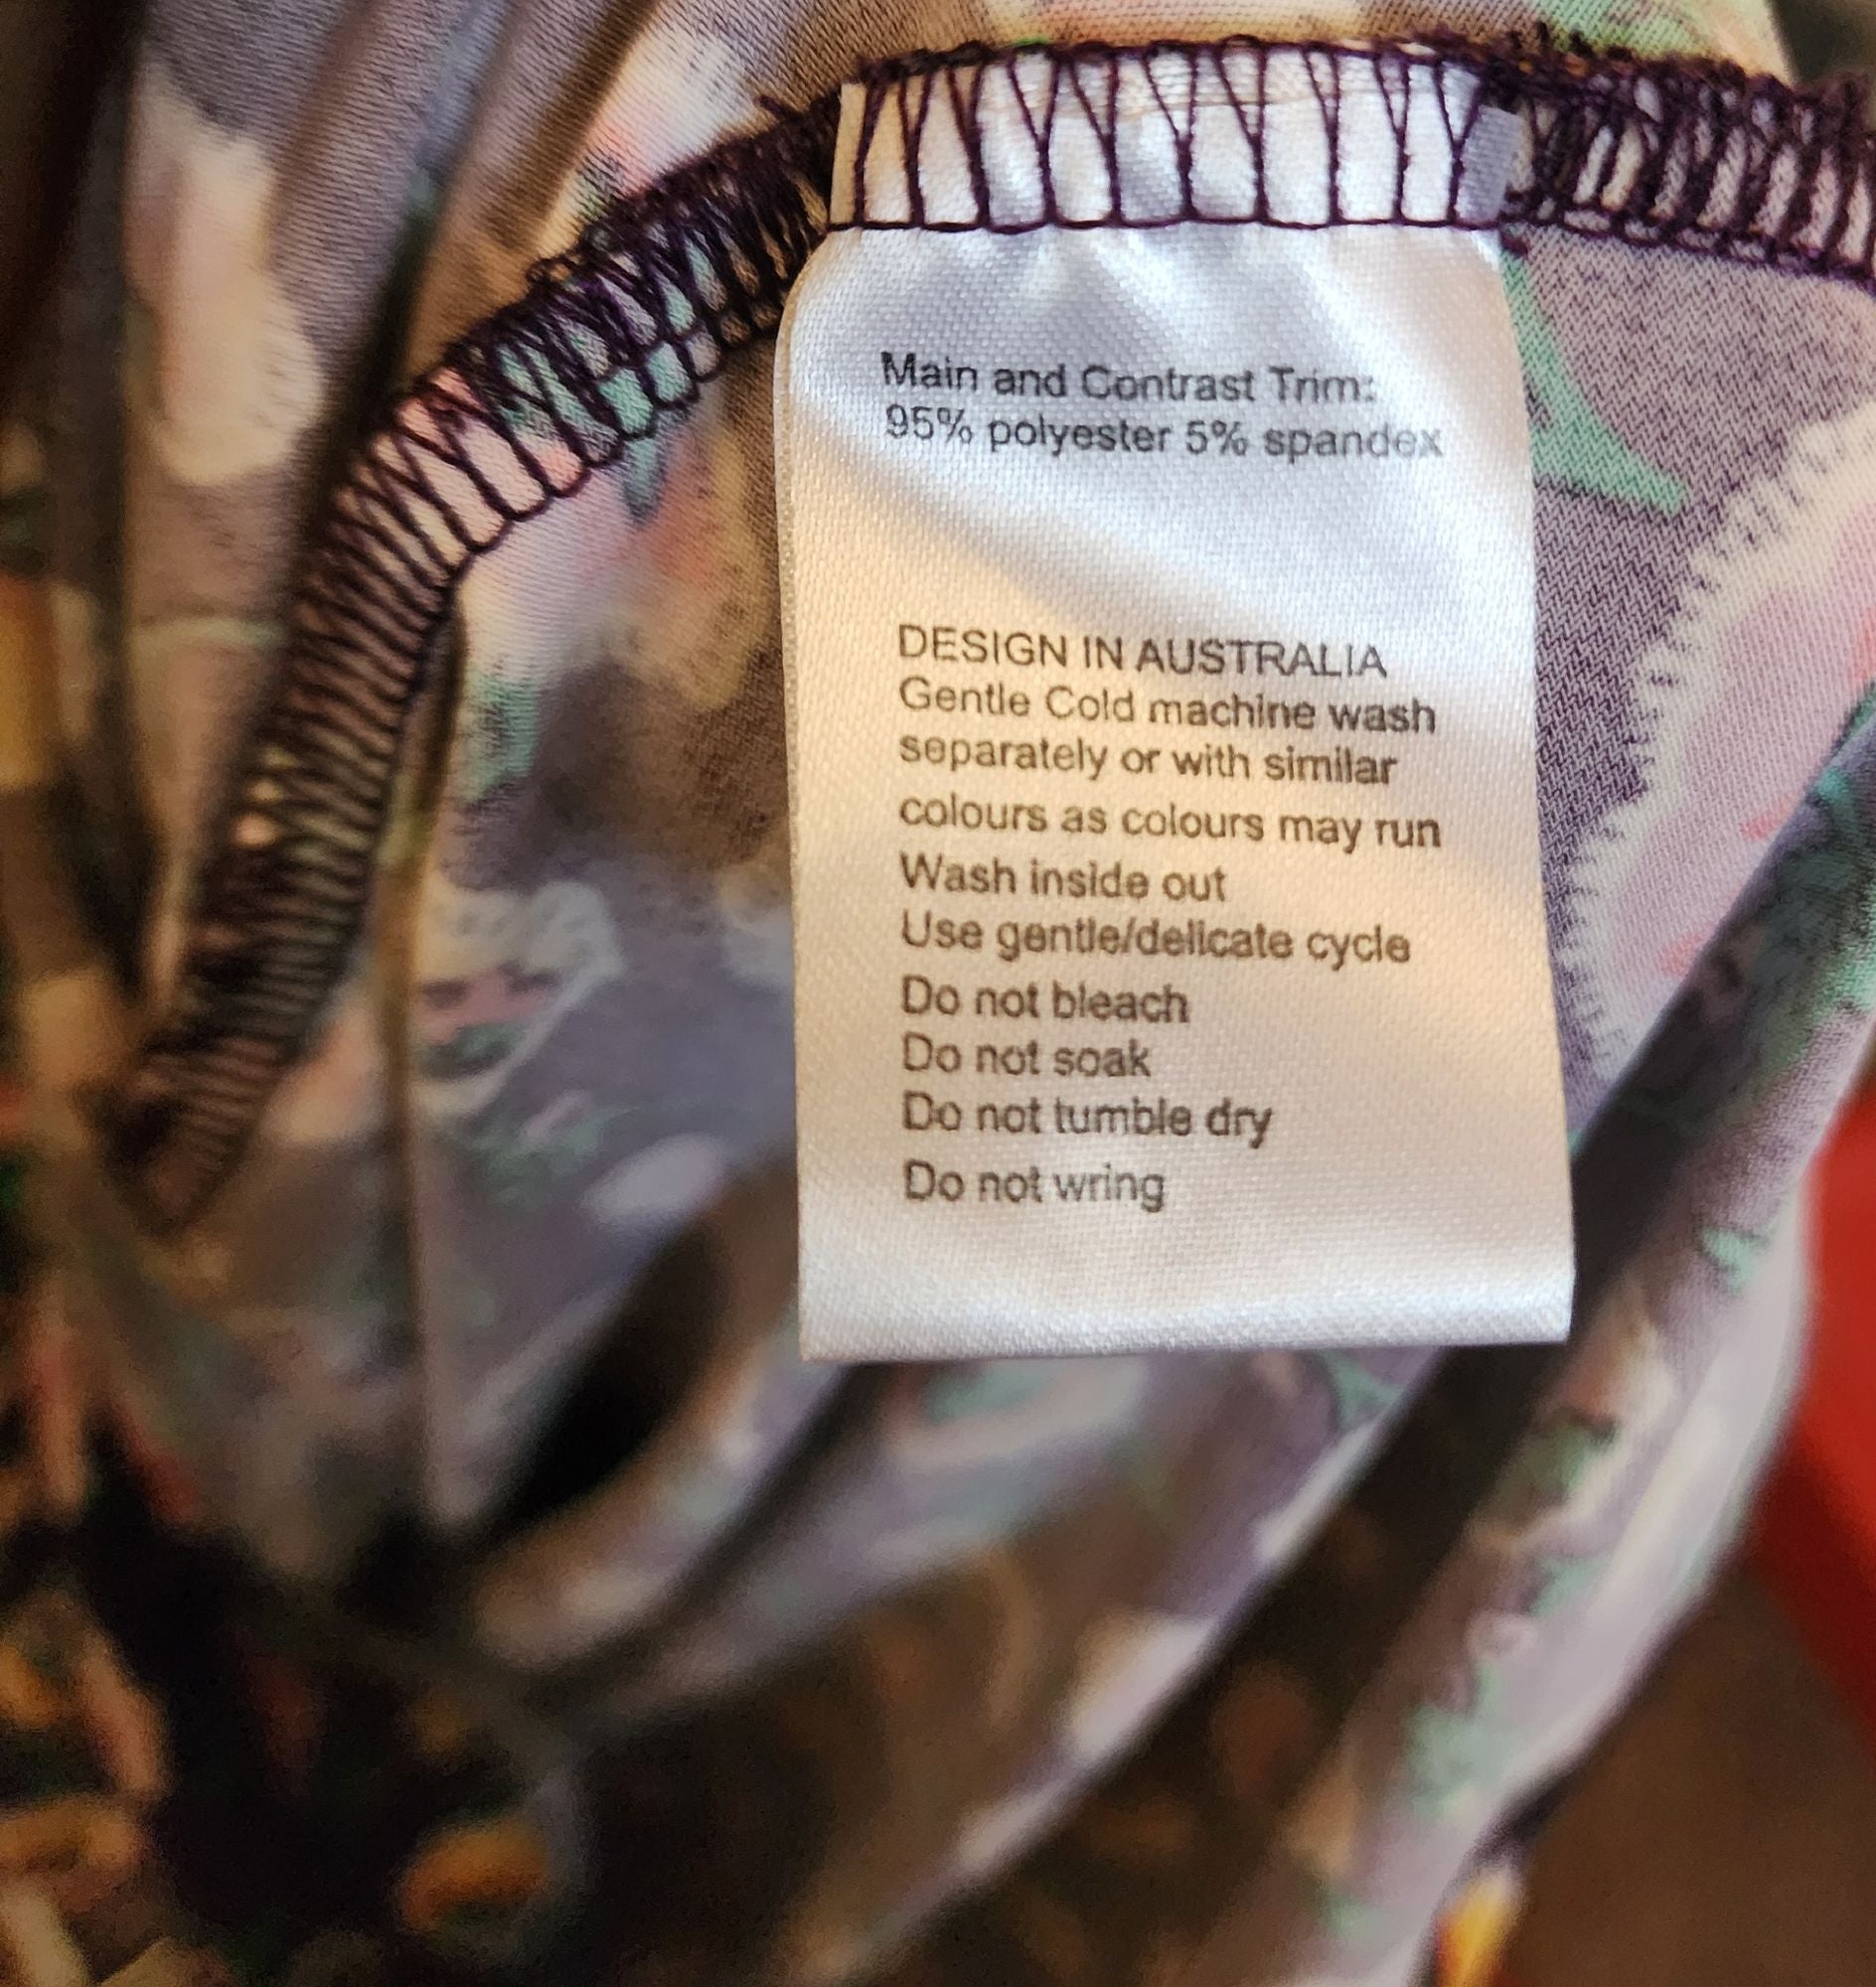 Main and Contrast Trim:
95% polyester 5% spandex
DESIGN IN AUSTRALIA
Gentle Cold machine wash
separately or with similar
colours as colours may run
Wash inside out
Use gentle/delicate cycle
Do not bleach
Do not soak
Do not tumble dry
Do not wring